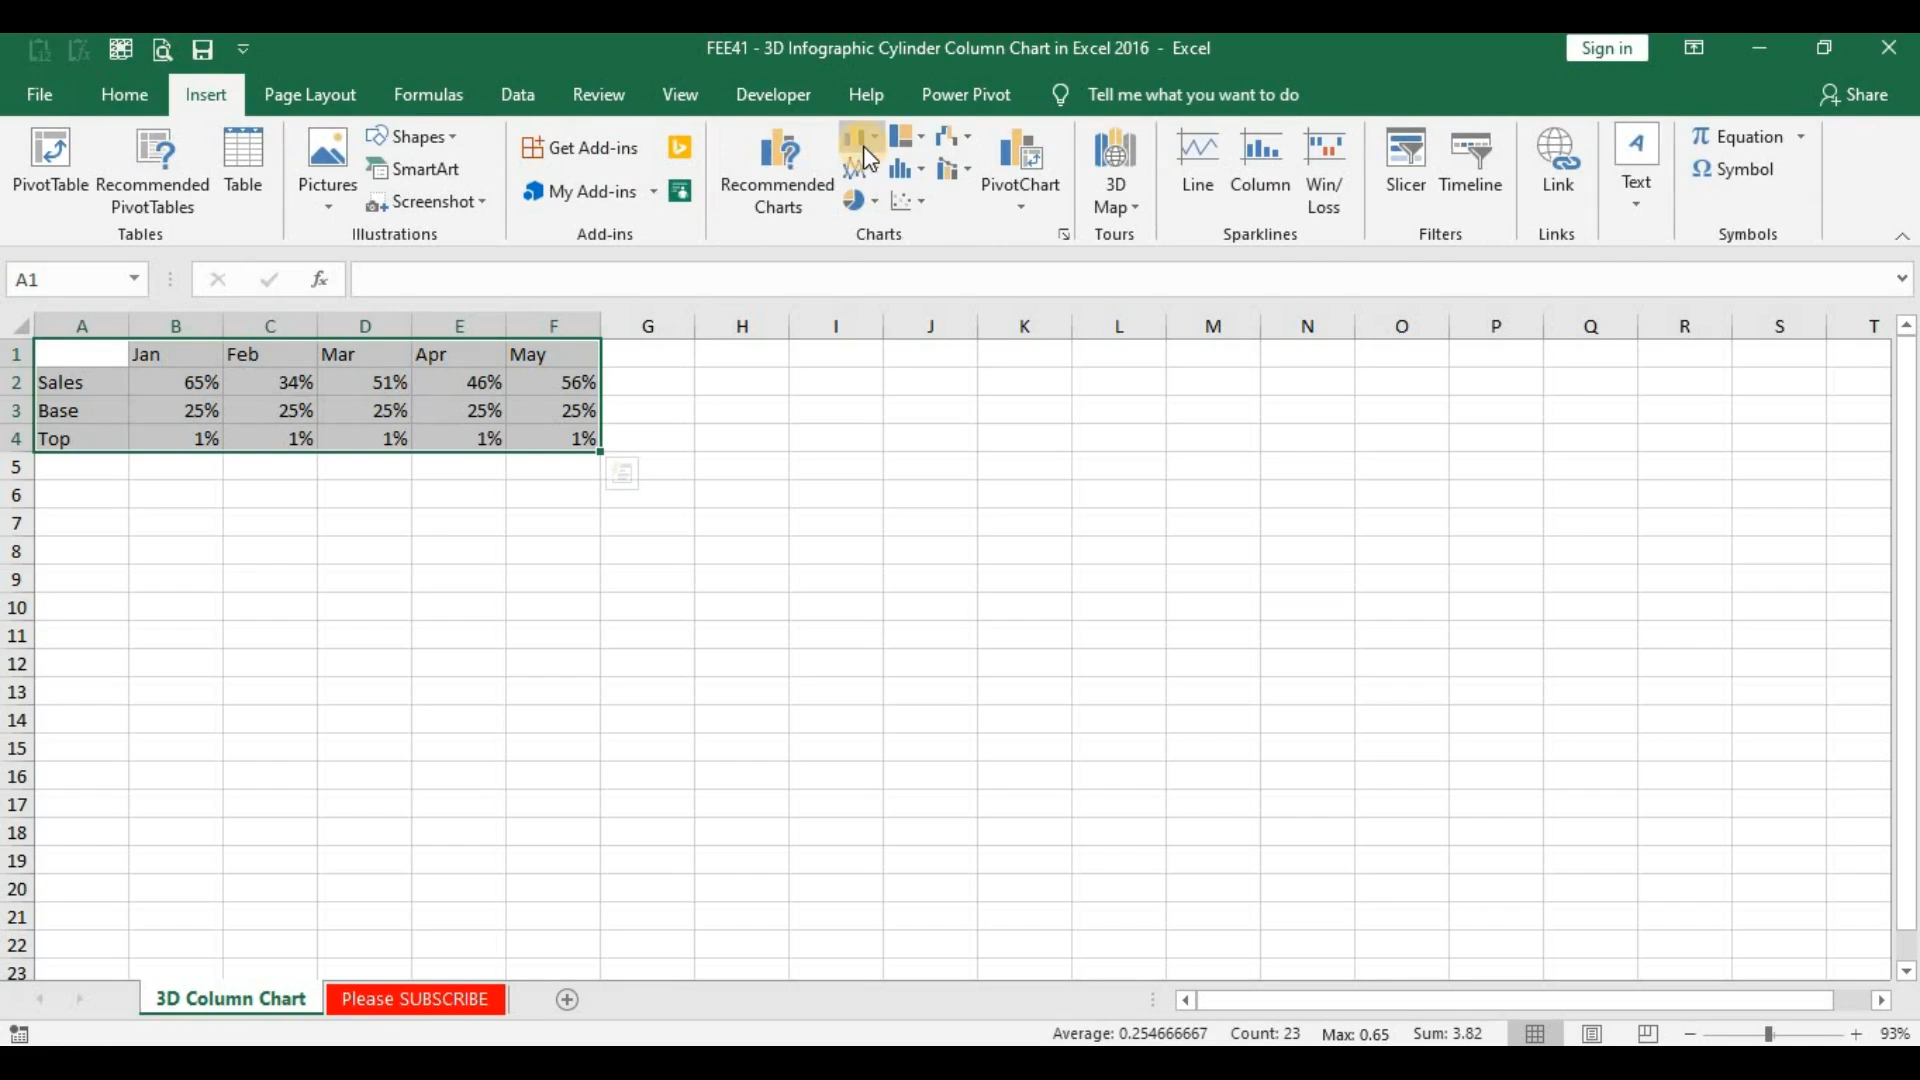 FEE41 - 3D Infographic Cylinder Column Chart in Excel 2016 - Excel
Sign in
File Home Insert Page Layout Formulas Data Review View Developer Help Power Pivot Tell me what you want to do Share
PivotTable
Recommended PivotTables
Table
Tables
Pictures
Shapes
SmartArt
Screenshot
Illustrations
Get Add-ins
My Add-ins
Add-ins
Recommended Charts
PivotChart
Charts
3D Map
Tours
Line
Column
Win/Loss
Sparklines
Slicer
Timeline
Filters
Link
Links
A
Text
π Equation
Ω Symbol
Symbols
A1
fx
A B C D E F G H I J K L M N O P Q R S T
1 Jan Feb Mar Apr May
2 Sales 65% 34% 51% 46% 56%
3 Base 25% 25% 25% 25% 25%
4 Top 1% 1% 1% 1% 1%
5
6
7
8
9
10
11
12
13
14
15
16
17
18
19
20
21
22
23
3D Column Chart Please SUBSCRIBE
Average: 0.254666667 Count: 23 Max: 0.65 Sum: 3.82 93%